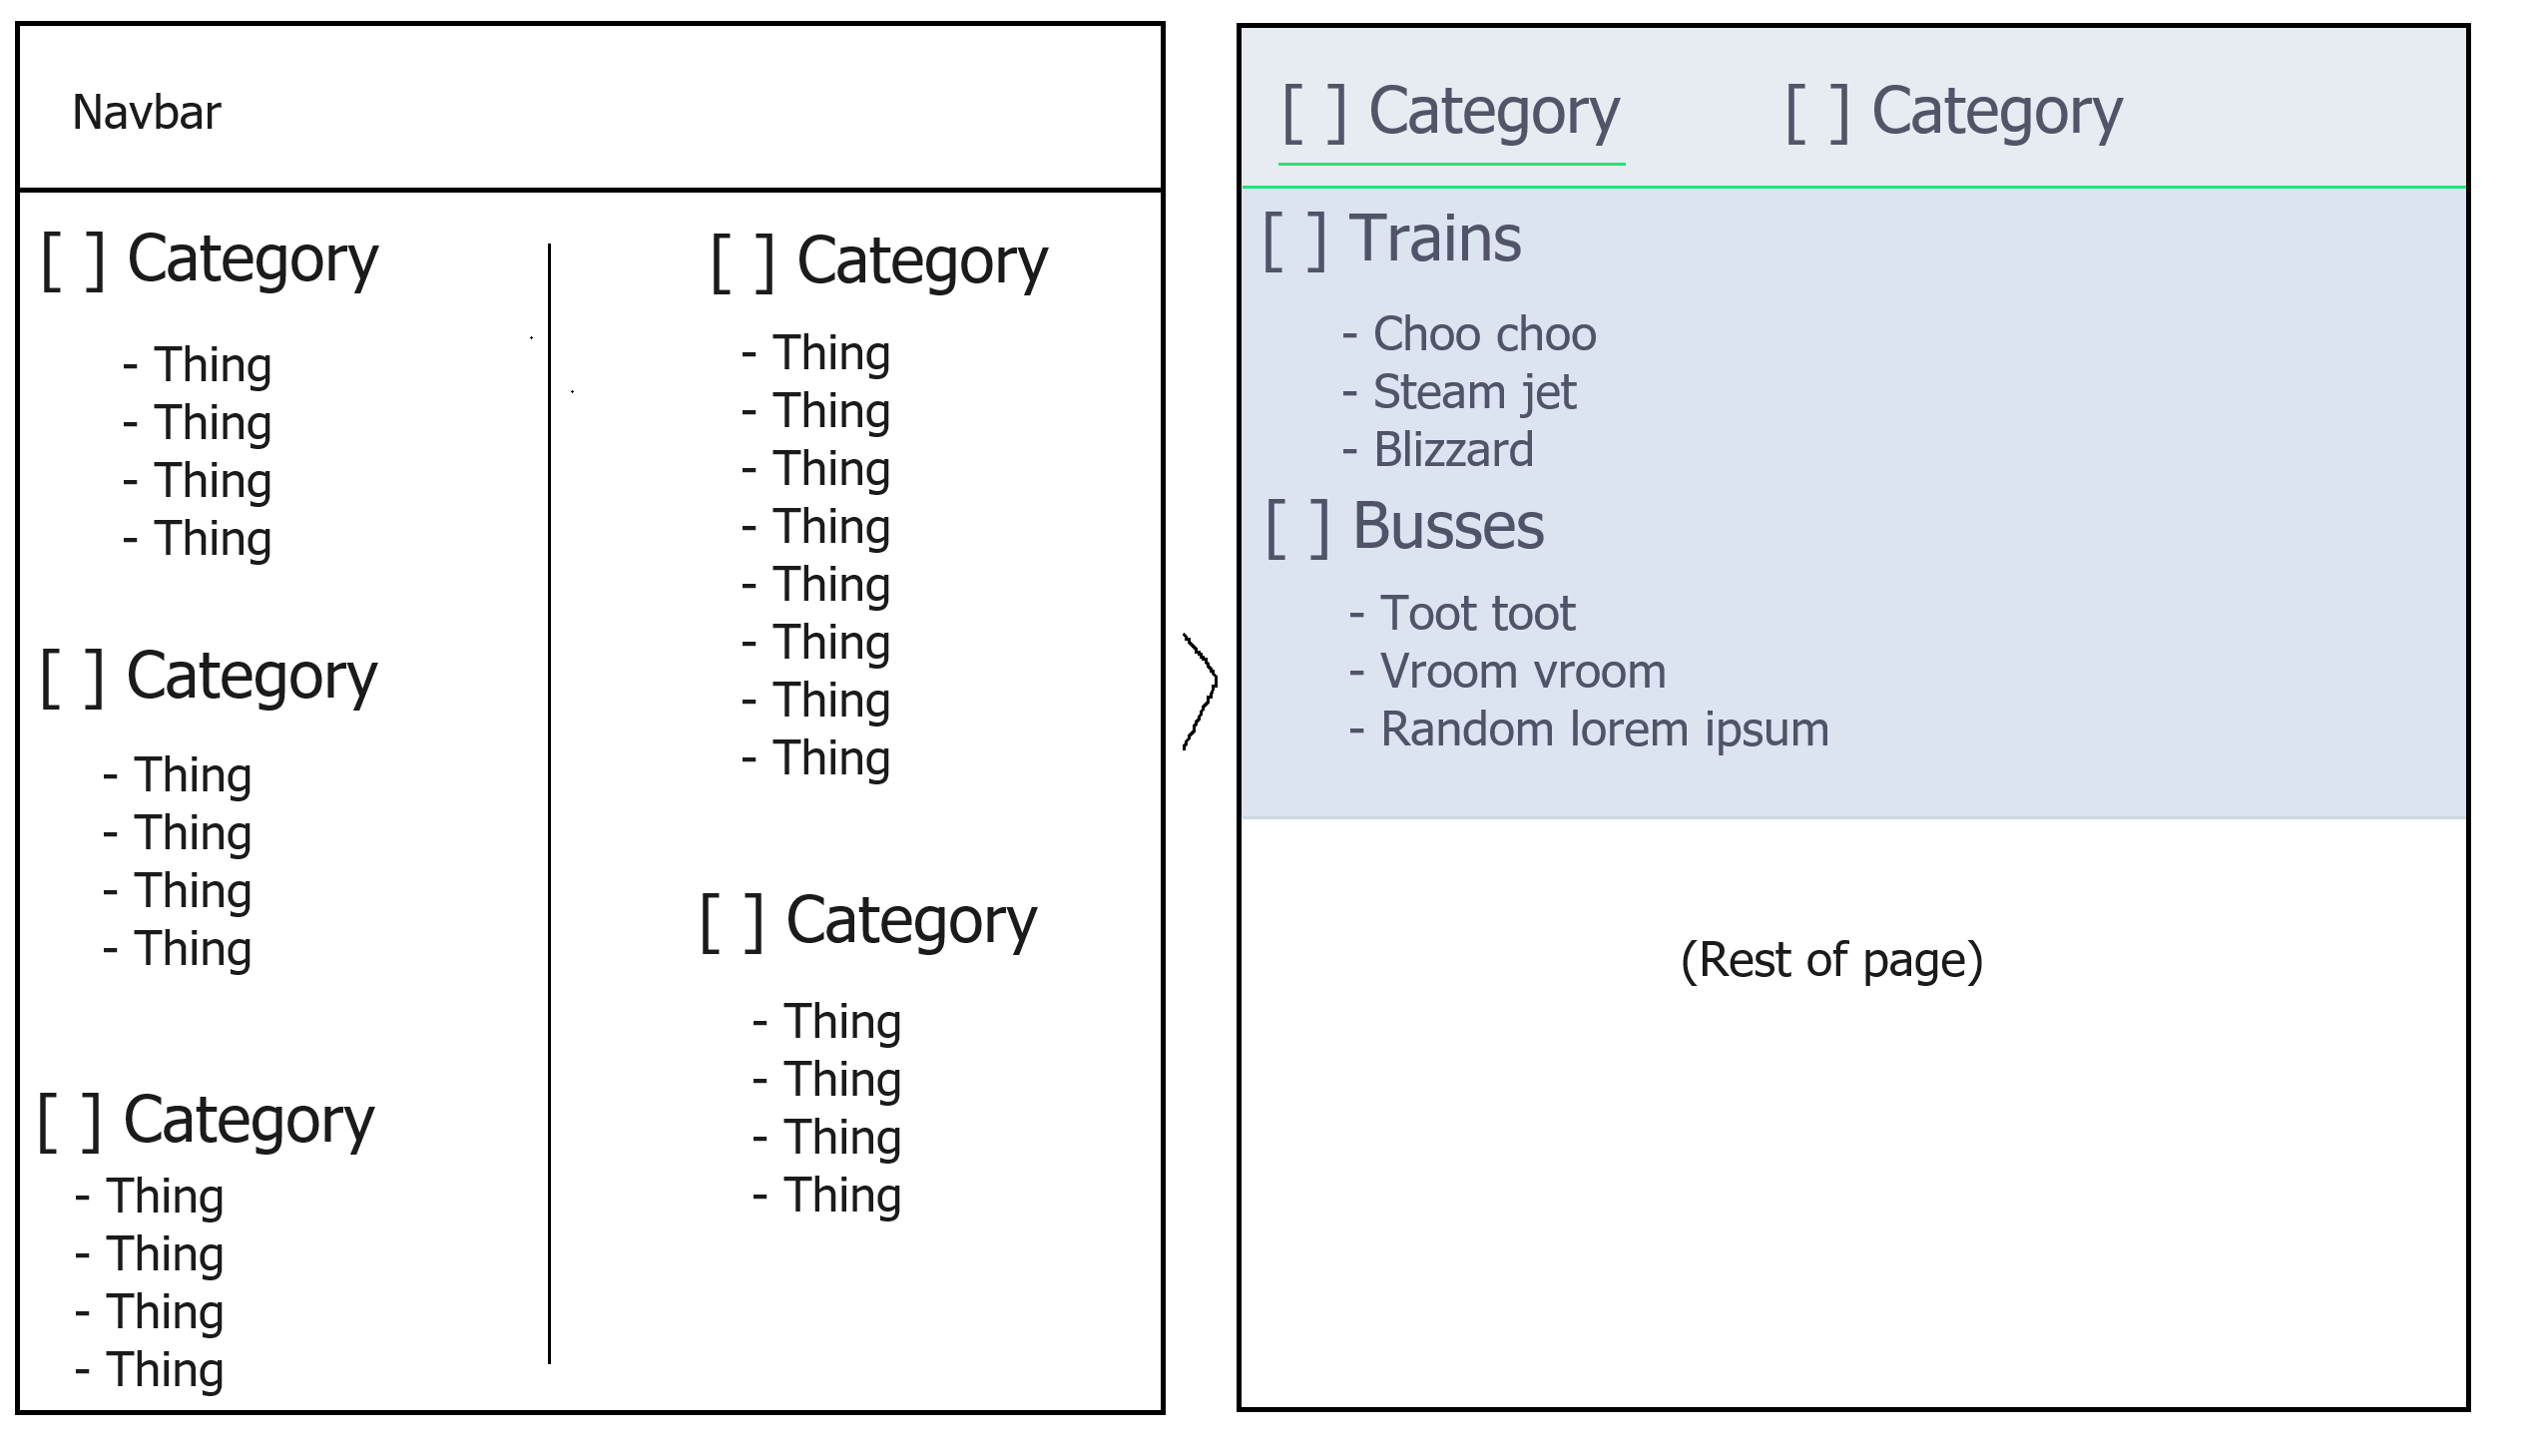 Navbar
[ ] Category
- Thing
- Thing
- Thing
- Thing
[ ] Category
- Thing
- Thing
- Thing
- Thing
[ ] Category
- Thing
- Thing
- Thing
- Thing
[ ] Category
- Thing
- Thing
- Thing
- Thing
- Thing
- Thing
- Thing
- Thing
[ ] Category
- Thing
- Thing
- Thing
- Thing
[ ] Category [ ] Category
[ ] Trains
- Choo choo
- Steam jet
- Blizzard
[ ] Busses
- Toot toot
- Vroom vroom
- Random lorem ipsum
(Rest of page)